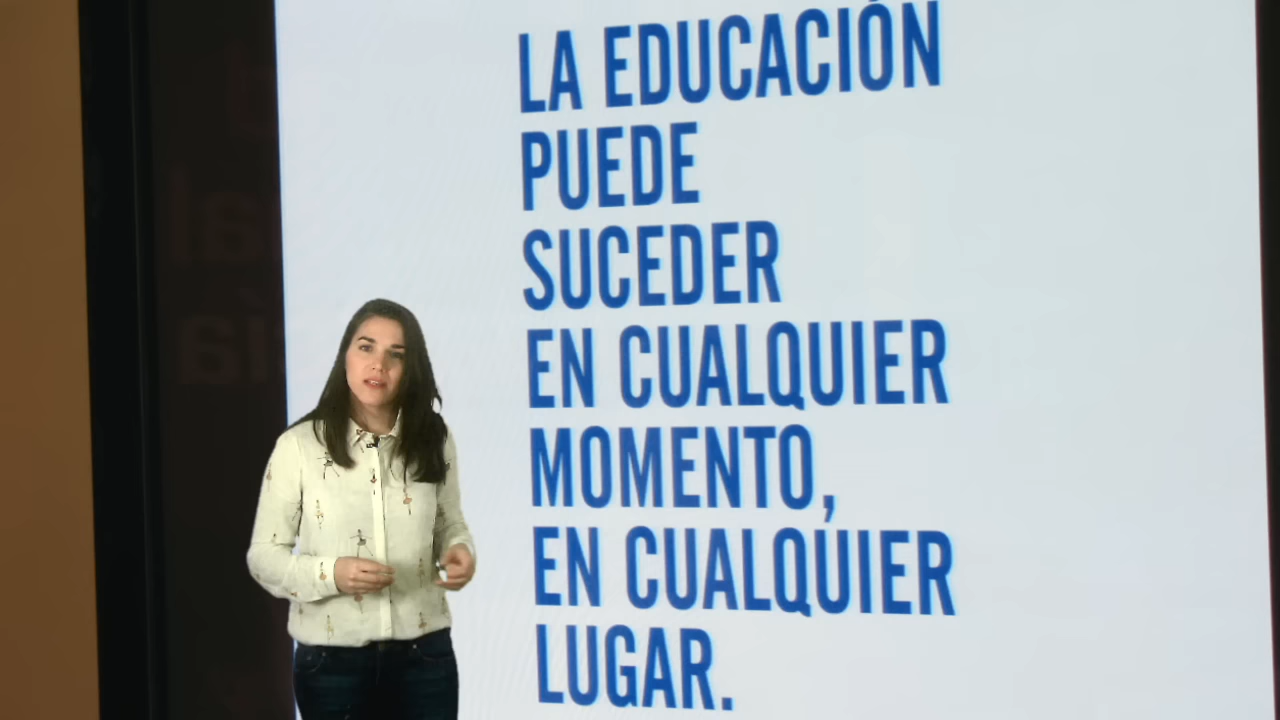 LA EDUCACIÓN
PUEDE
SUCEDER
EN CUALQUIER
MOMENTO,
EN CUALQUIER
LUGAR.